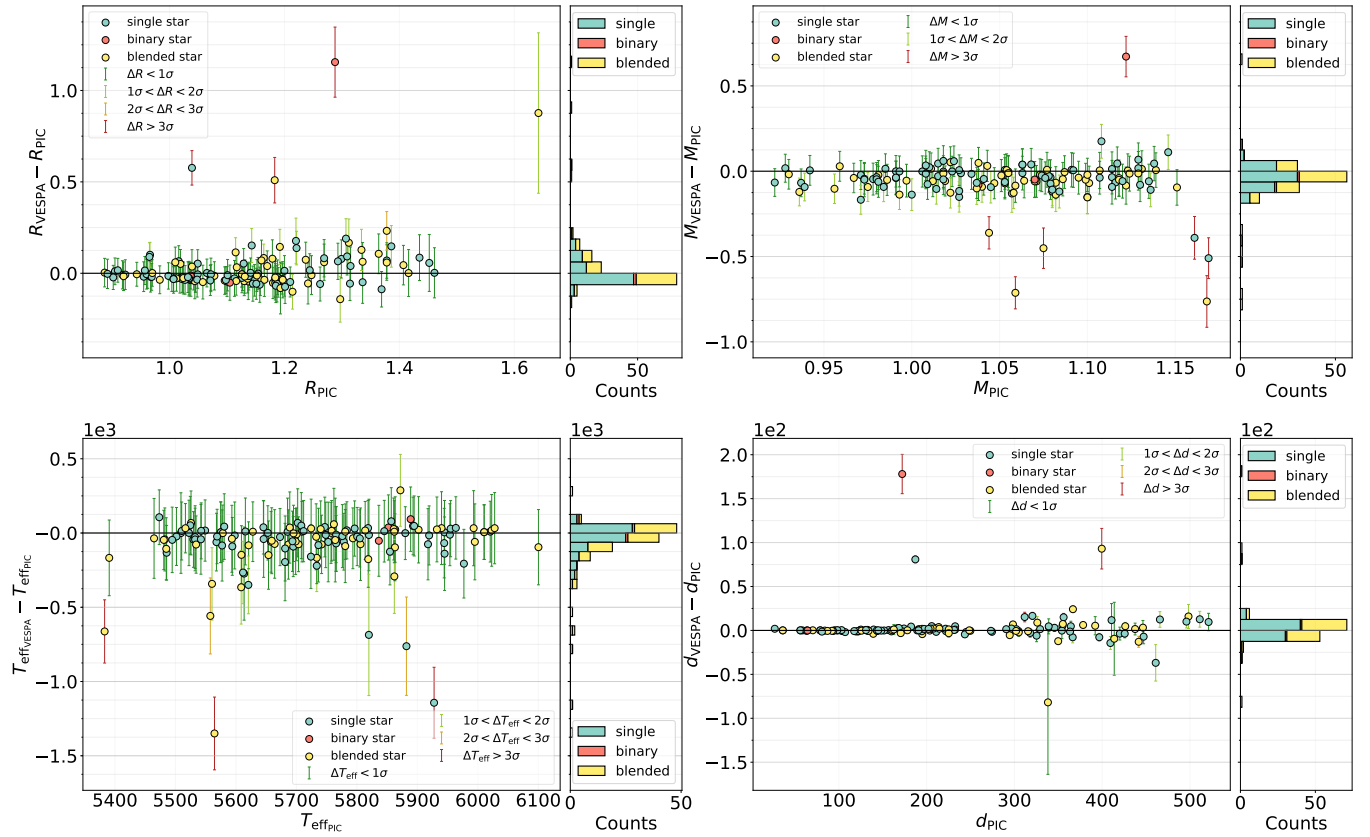 single star
binary star
blended star
ΔR < 1σ
1σ < ΔR < 2σ
2σ < ΔR < 3σ
ΔR > 3σ
1.0
0.5
0.0
R_VESPA − R_PIC
1.0 1.2 1.4 1.6
R_PIC
single
binary
blended
0 50
Counts
single star
binary star
blended star
ΔM < 1σ
1σ < ΔM < 2σ
ΔM > 3σ
0.5
0.0
−0.5
−1.0
M_VESPA − M_PIC
0.95 1.00 1.05 1.10 1.15
M_PIC
single
binary
blended
0 50
Counts
1e3
0.5
−0.0
−0.5
−1.0
−1.5
T_eff_VESPA − T_eff_PIC
single star
binary star
blended star
ΔT_eff < 1σ
1σ < ΔT_eff < 2σ
2σ < ΔT_eff < 3σ
ΔT_eff > 3σ
5400 5500 5600 5700 5800 5900 6000 6100
T_eff_PIC
1e3
single
binary
blended
0 50
Counts
1e2
2.0
1.5
1.0
0.5
0.0
−0.5
−1.0
−1.5
d_VESPA − d_PIC
single star
binary star
blended star
Δd < 1σ
1σ < Δd < 2σ
2σ < Δd < 3σ
Δd > 3σ
100 200 300 400 500
d_PIC
1e2
single
binary
blended
0 50
Counts